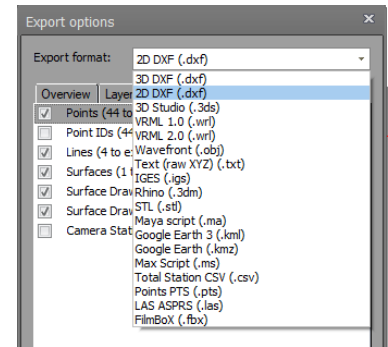 Export options
Export format:
2D DXF (.dxf)
3D DXF (.dxf)
2D DXF (.dxf)
3D Studio (.3ds)
VRML 1.0 (.wrl)
VRML 2.0 (.wrl)
Wavefront (.obj)
Text (raw XYZ) (.txt)
IGES (.igs)
Rhino (.3dm)
STL (.stl)
Maya script (.ma)
Google Earth 3 (.kml)
Google Earth (.kmz)
Max Script (.ms)
Total Station CSV (.csv)
Points PTS (.pts)
LAS ASPRS (.las)
FilmBoX (.fbx)
Overview
Layer
Points (44 to
Point IDs (44
Lines (4 to e
Surfaces (1
Surface Draw
Surface Draw
Camera Stat